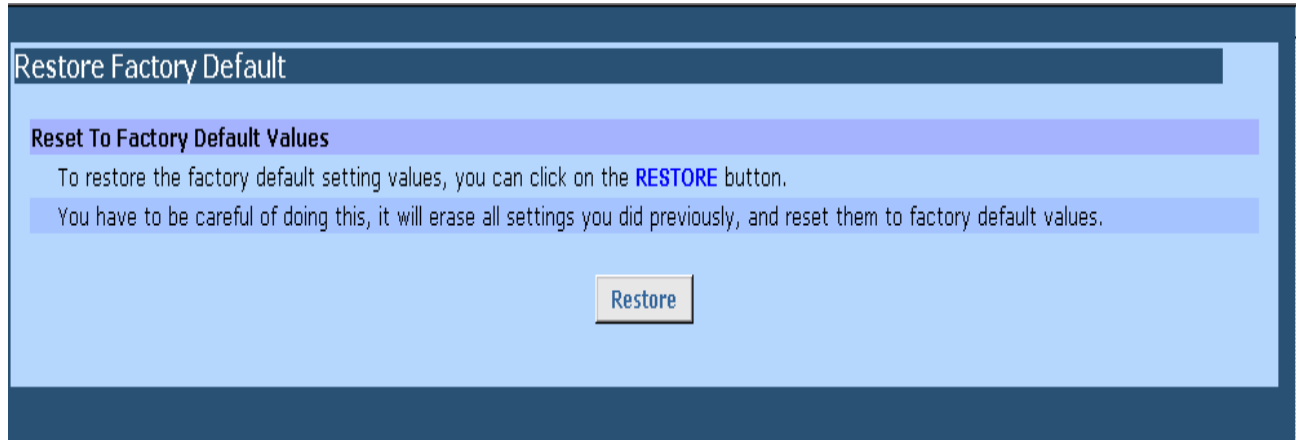 Restore Factory Default
Reset To Factory Default Values
To restore the factory default setting values, you can click on the RESTORE button.
You have to be careful of doing this, it will erase all settings you did previously, and reset them to factory default values.
Restore